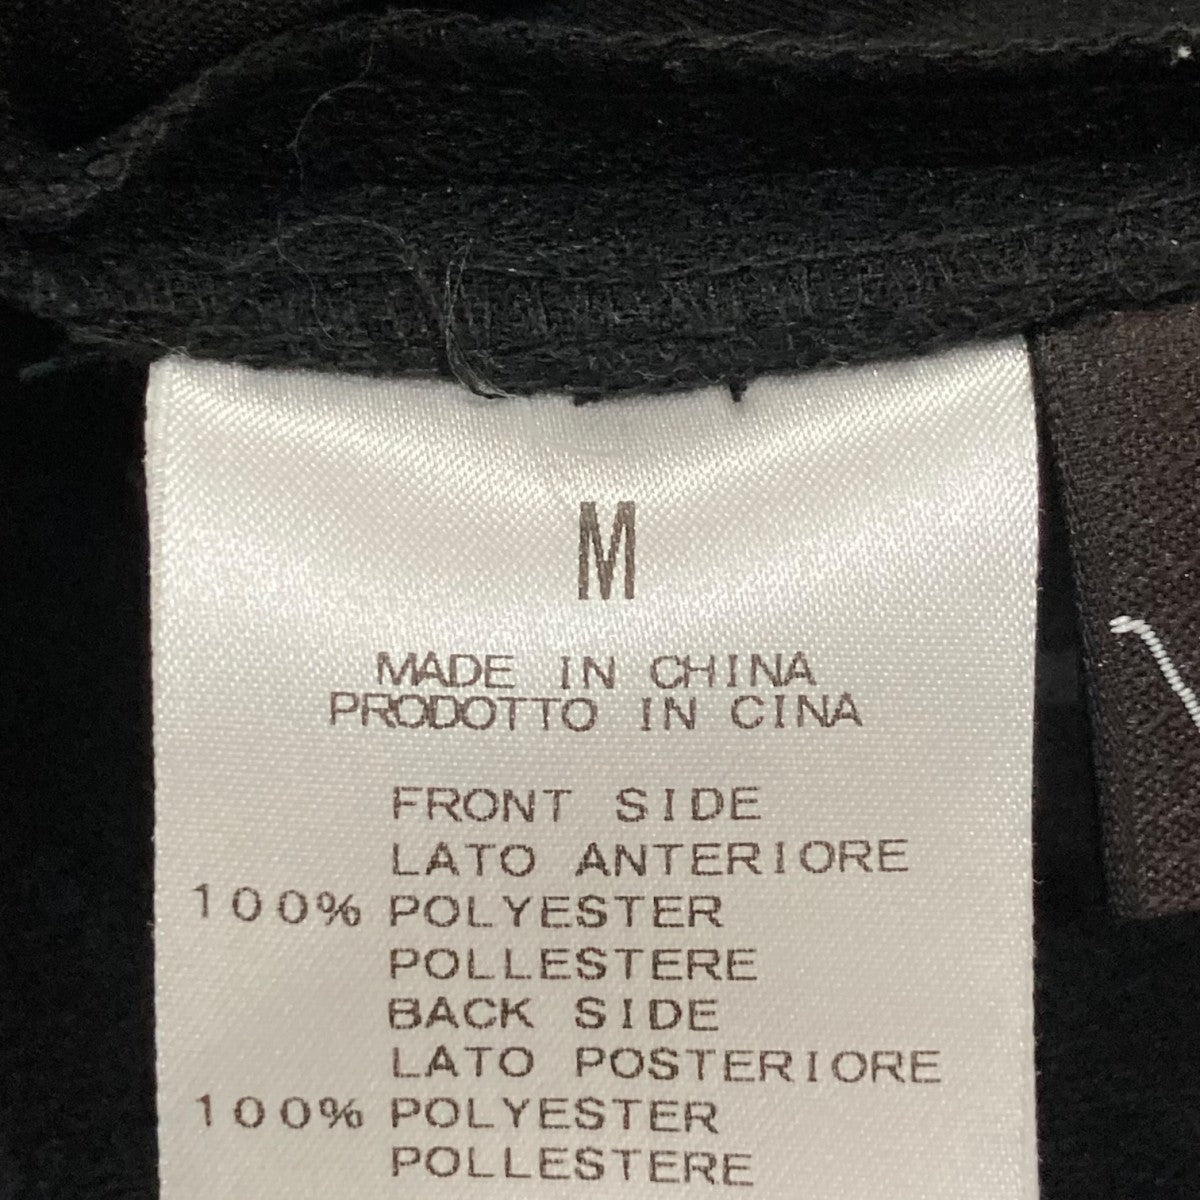 M
MADE IN CHINA
PRODOTTO IN CINA
FRONT SIDE
LATO ANTERIORE
100% POLYESTER
POLLESTERE
BACK SIDE
LATO POSTERIORE
100% POLYESTER
POLLESTERE